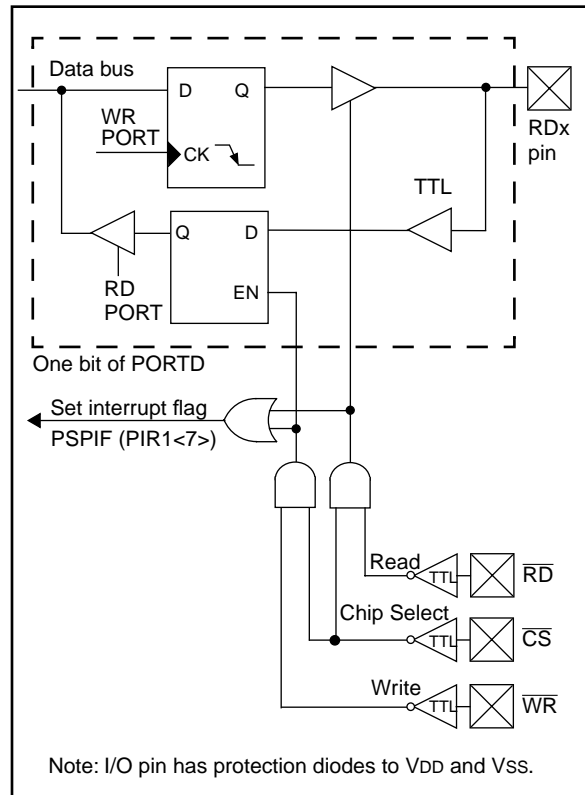 Data bus
D Q
WR
PORT
CK
RDx
pin
TTL
Q D
EN
RD
PORT
One bit of PORTD
Set interrupt flag
PSPIF (PIR1<7>)
Read
TTL
RD
Chip Select
TTL
CS
Write
TTL
WR
Note: I/O pin has protection diodes to VDD and VSS.